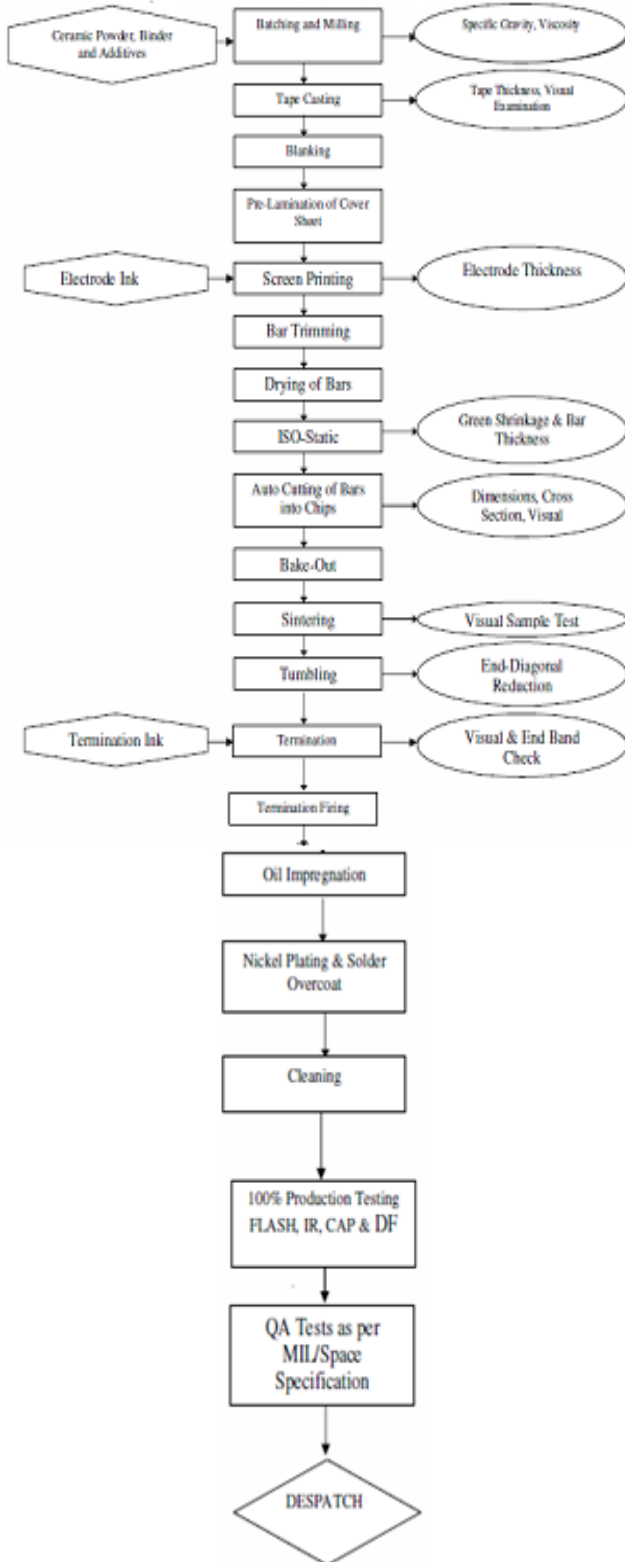 Ceramic Powder, Binder
and Additives
Batching and Milling
Specific Gravity, Viscosity
Tape Casting
Tape Thickness, Visual
Examination
Blanking
Pre-Lamination of Cover
Sheet
Electrode Ink
Screen Printing
Electrode Thickness
Bar Trimming
Drying of Bars
ISO-Static
Green Shrinkage & Bar
Thickness
Auto Cutting of Bars
into Chips
Dimensions, Cross
Section, Visual
Bake-Out
Sintering
Visual Sample Test
Tumbling
End-Diagonal
Reduction
Termination Ink
Termination
Visual & End Band
Check
Termination Firing
Oil Impregnation
Nickel Plating & Solder
Overcoat
Cleaning
100% Production Testing
FLASH, IR, CAP & DF
QA Tests as per
MIL/Space
Specification
DESPATCH